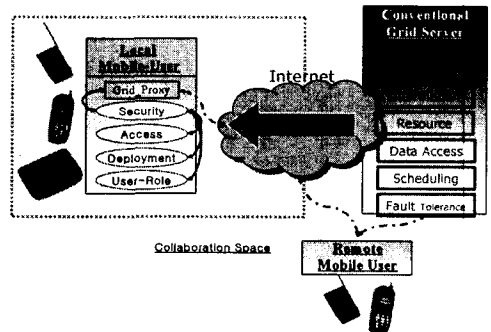 Local
Mobile-User
Grid Proxy
Security
Access
Deployment
User-Role
Internet
Conventional
Grid Server
Resource
Data Access
Scheduling
Fault Tolerance
Collaboration Space
Remote
Mobile User